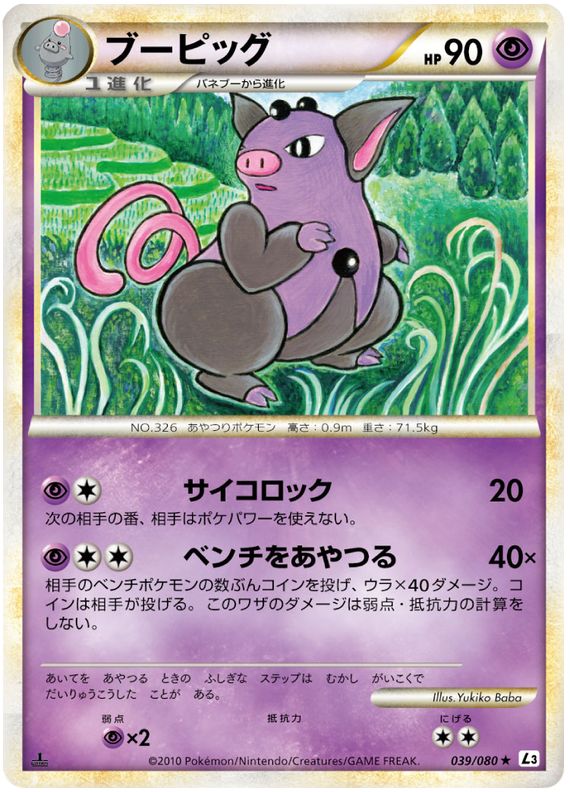 ブーピッグ
HP90
1進化
バネブーから進化
NO.326 あやつりポケモン 高さ:0.9m 重さ:71.5kg
サイコロック 20
次の相手の番、相手はポケパワーを使えない。
ベンチをあやつる 40×
相手のベンチポケモンの数ぶんコインを投げ、ウラ×40ダメージ。コ
インは相手が投げる。このワザのダメージは弱点・抵抗力の計算を
しない。
あいてを あやつる ときの ふしぎな ステップは むかし がいこくで
だいりゅうこうした ことが ある。
Illus.Yukiko Baba
弱点 抵抗力 にげる
×2
©2010 Pokémon/Nintendo/Creatures/GAME FREAK.
039/080 ★ L3